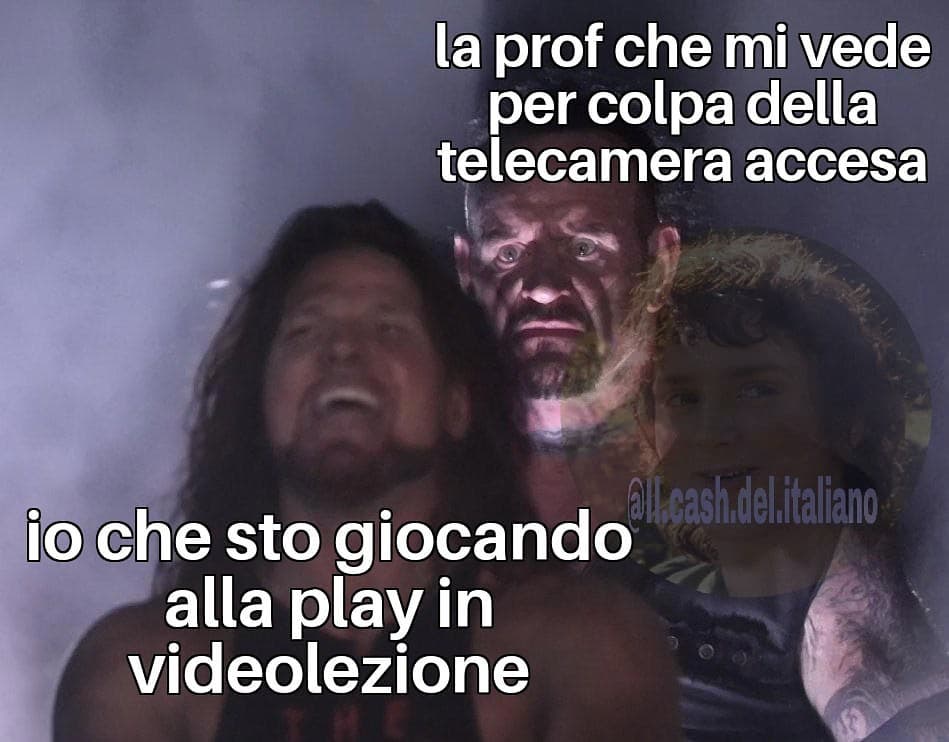 la prof che mi vede
per colpa della
telecamera accesa
@Il.cash.del.italiano
io che sto giocando
alla play in
videolezione
THE